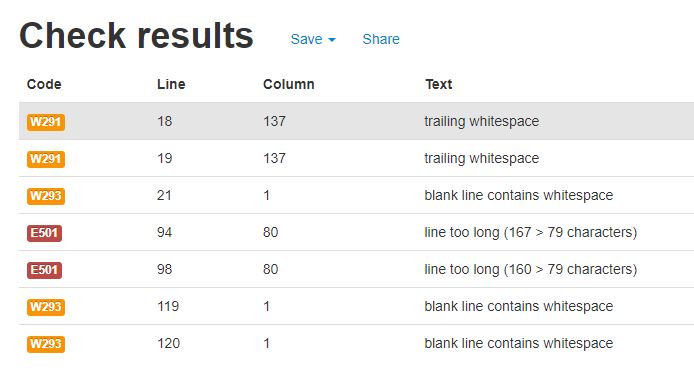 Check results Save Share
Code Line Column Text
W291 18 137 trailing whitespace
W291 19 137 trailing whitespace
W293 21 1 blank line contains whitespace
E501 94 80 line too long (167 > 79 characters)
E501 98 80 line too long (160 > 79 characters)
W293 119 1 blank line contains whitespace
W293 120 1 blank line contains whitespace